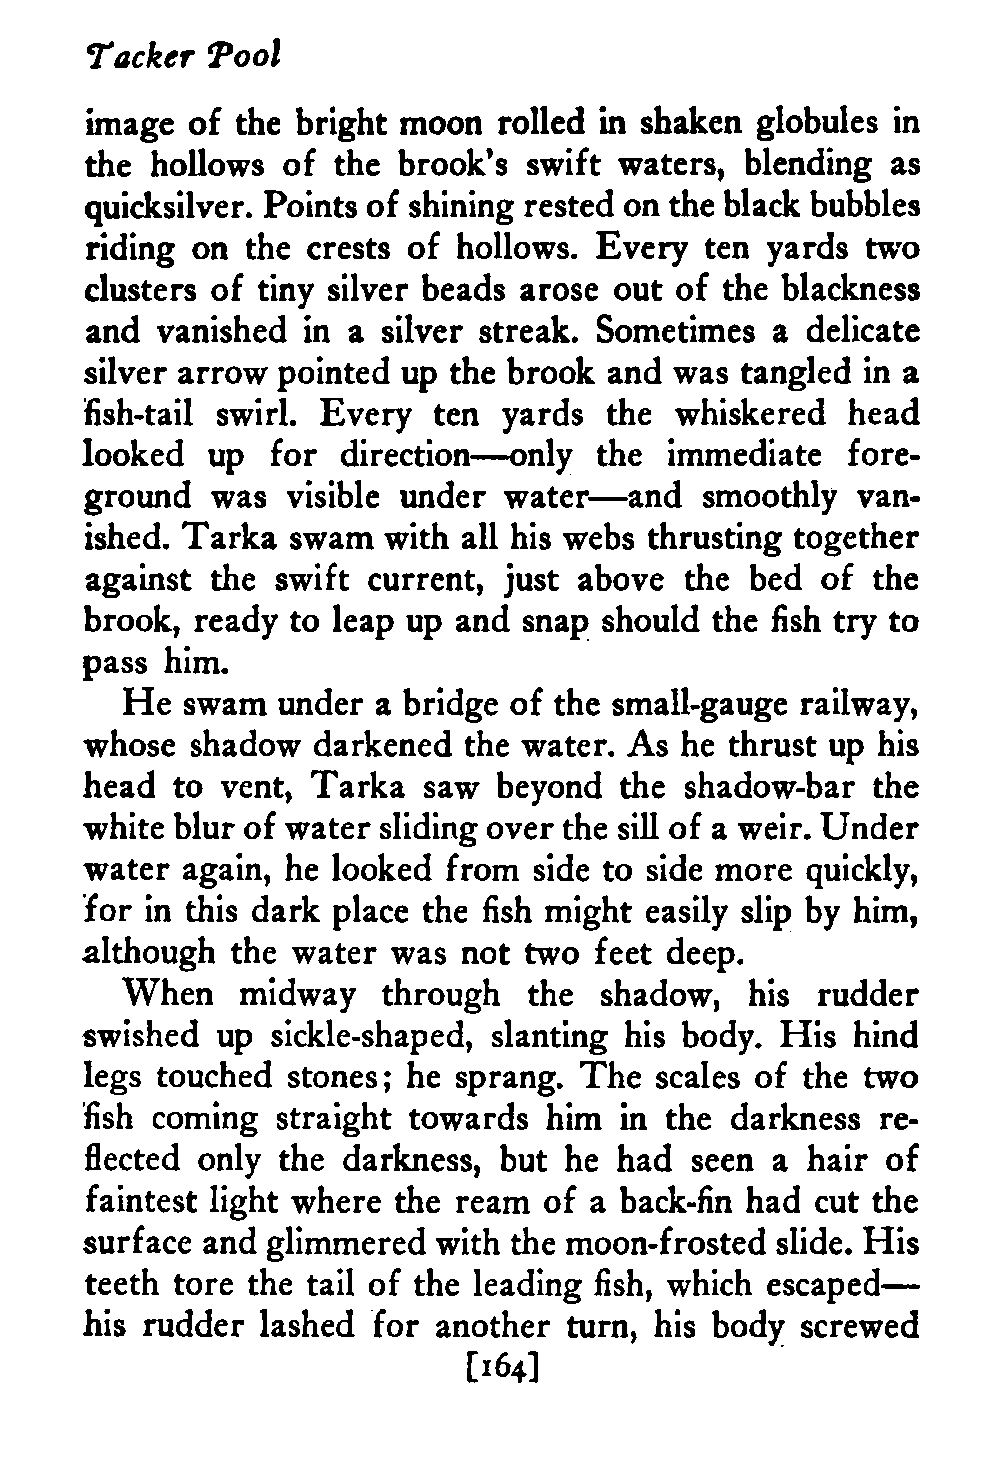 Tacker Pool
image of the bright moon rolled in shaken globules in
the hollows of the brook's swift waters, blending as
quicksilver. Points of shining rested on the black bubbles
riding on the crests of hollows. Every ten yards two
clusters of tiny silver beads arose out of the blackness
and vanished in a silver streak. Sometimes a delicate
silver arrow pointed up the brook and was tangled in a
fish-tail swirl. Every ten yards the whiskered head
looked up for direction—only the immediate fore-
ground was visible under water—and smoothly van-
ished. Tarka swam with all his webs thrusting together
against the swift current, just above the bed of the
brook, ready to leap up and snap should the fish try to
pass him.
He swam under a bridge of the small-gauge railway,
whose shadow darkened the water. As he thrust up his
head to vent, Tarka saw beyond the shadow-bar the
white blur of water sliding over the sill of a weir. Under
water again, he looked from side to side more quickly,
for in this dark place the fish might easily slip by him,
although the water was not two feet deep.
When midway through the shadow, his rudder
swished up sickle-shaped, slanting his body. His hind
legs touched stones; he sprang. The scales of the two
fish coming straight towards him in the darkness re-
flected only the darkness, but he had seen a hair of
faintest light where the ream of a back-fin had cut the
surface and glimmered with the moon-frosted slide. His
teeth tore the tail of the leading fish, which escaped—
his rudder lashed for another turn, his body screwed
[164]